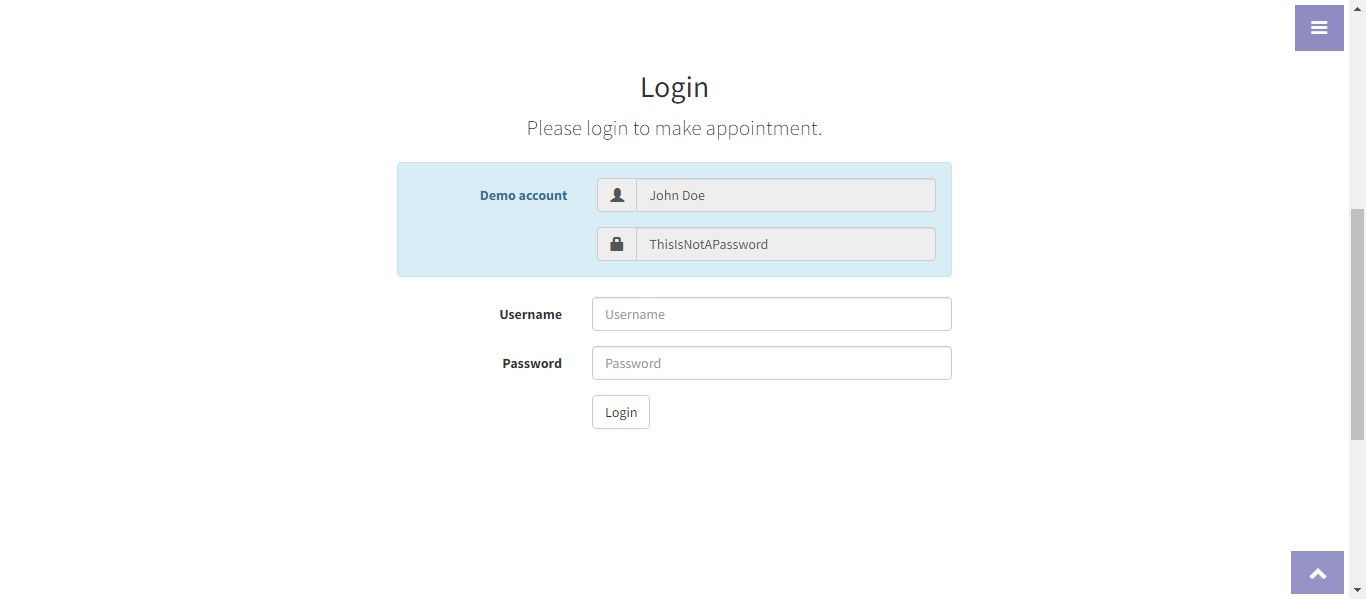 Login
Please login to make appointment.
Demo account
John Doe
ThisIsNotAPassword
Username
Username
Password
Password
Login